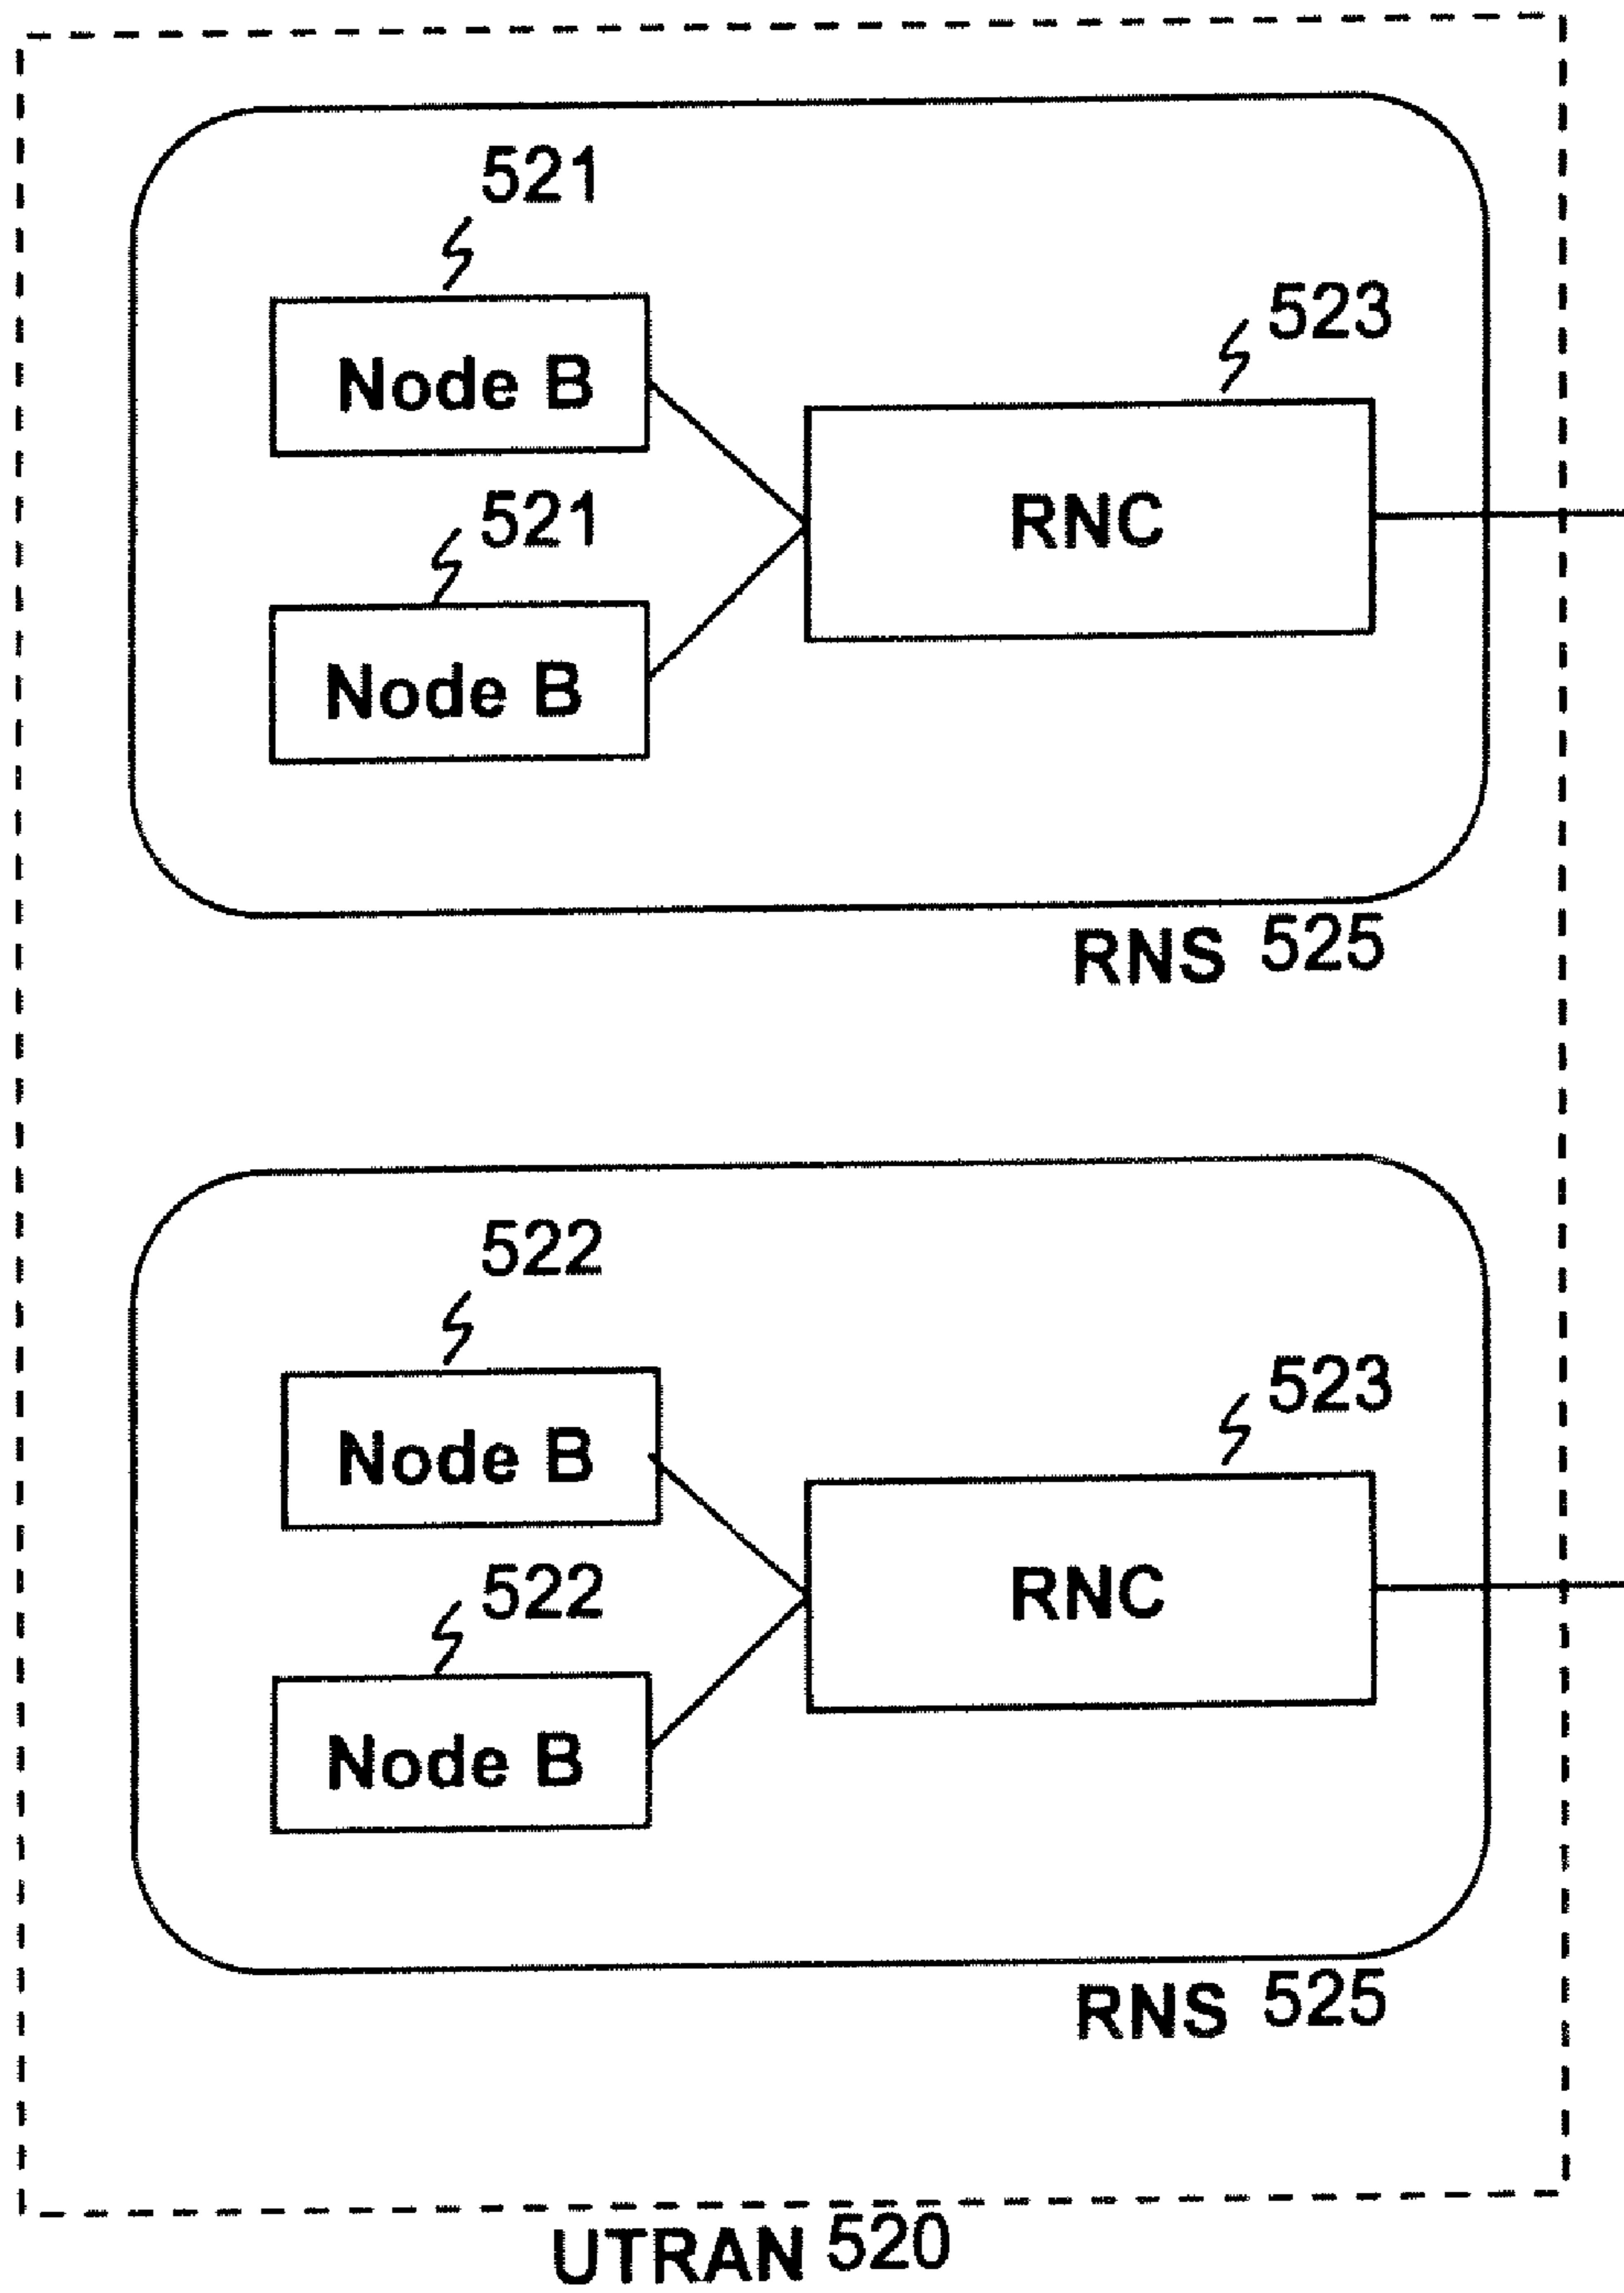 521
Node B
523
521
RNC
Node B
RNS 525
522
Node B
523
522
RNC
Node B
RNS 525
UTRAN 520